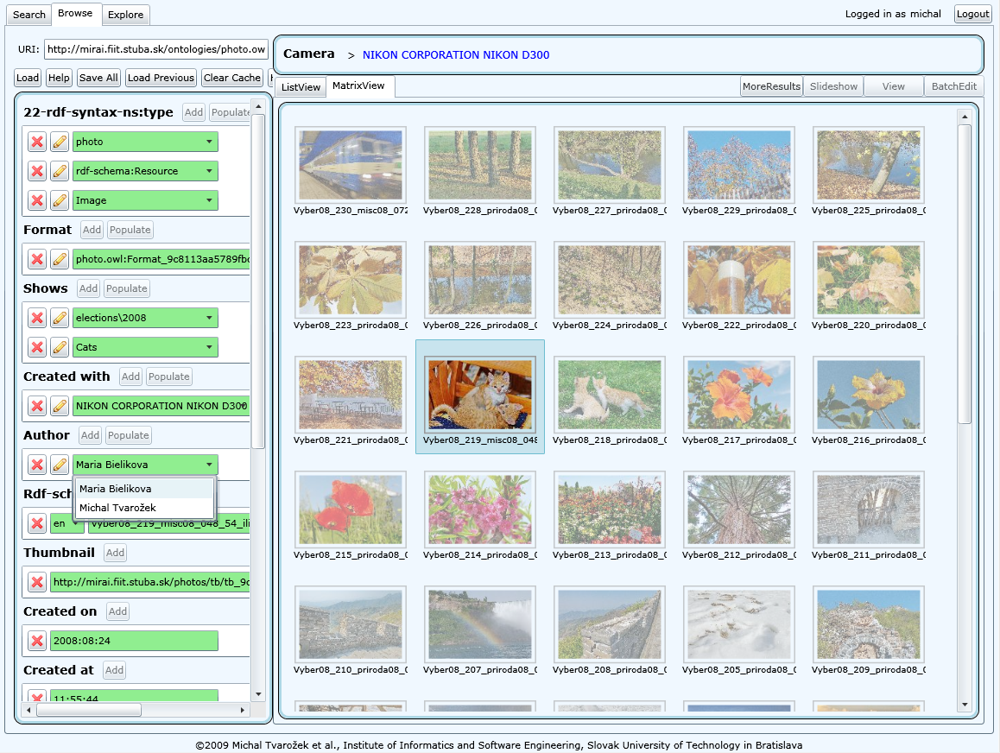 Search
Browse
Explore
Logged in as michal
Logout
URI:
http://mirai.fiit.stuba.sk/ontologies/photo.ow
Load
Help
Save All
Load Previous
Clear Cache
Camera > NIKON CORPORATION NIKON D300
ListView
MatrixView
MoreResults
Slideshow
View
BatchEdit
22-rdf-syntax-ns:type
Add
Populate
photo
rdf-schema:Resource
Image
Format
Add
Populate
photo.owl:Format_9c8113aa5789fbc
Shows
Add
Populate
elections\2008
Cats
Created with
Add
Populate
NIKON CORPORATION NIKON D300
Author
Add
Populate
Maria Bielikova
Maria Bielikova
Michal Tvarožek
Rdf-sch
en
Vyber08_219_misc08_048_54_ili
Thumbnail
Add
http://mirai.fiit.stuba.sk/photos/tb/tb_9c
Created on
Add
2008:08:24
Created at
Add
11:55:44
Vyber08_230_misc08_072
Vyber08_228_priroda08_0
Vyber08_227_priroda08_0
Vyber08_229_priroda08_0
Vyber08_225_priroda08_0
Vyber08_223_priroda08_0
Vyber08_226_priroda08_0
Vyber08_224_priroda08_0
Vyber08_222_priroda08_0
Vyber08_220_priroda08_0
Vyber08_221_priroda08_0
Vyber08_219_misc08_048
Vyber08_218_priroda08_0
Vyber08_217_priroda08_0
Vyber08_216_priroda08_0
Vyber08_215_priroda08_0
Vyber08_214_priroda08_0
Vyber08_213_priroda08_0
Vyber08_212_priroda08_0
Vyber08_211_priroda08_0
Vyber08_210_priroda08_0
Vyber08_207_priroda08_0
Vyber08_208_priroda08_0
Vyber08_205_priroda08_0
Vyber08_209_priroda08_0
©2009 Michal Tvarožek et al., Institute of Informatics and Software Engineering, Slovak University of Technology in Bratislava